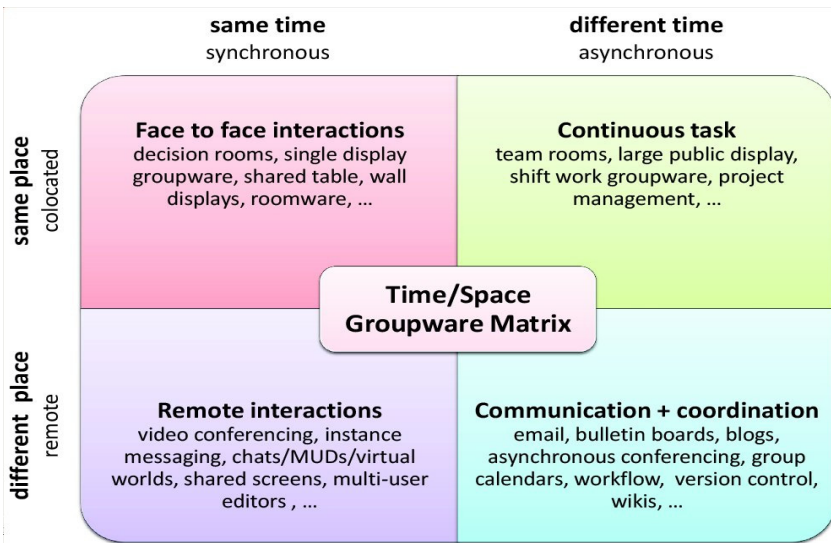 same time
synchronous
different time
asynchronous
same place
colocated
Face to face interactions
decision rooms, single display
groupware, shared table, wall
displays, roomware, ...
Continuous task
team rooms, large public display,
shift work groupware, project
management, ...
Time/Space
Groupware Matrix
different place
remote
Remote interactions
video conferencing, instance
messaging, chats/MUDs/virtual
worlds, shared screens, multi-user
editors , ...
Communication + coordination
email, bulletin boards, blogs,
asynchronous conferencing, group
calendars, workflow, version control,
wikis, ...